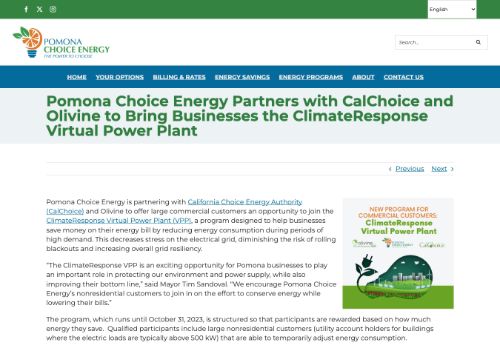 English
POMONA
CHOICE ENERGY
THE POWER TO CHOOSE
Search...
HOME YOUR OPTIONS BILLING & RATES ENERGY SAVINGS ENERGY PROGRAMS ABOUT CONTACT US
Pomona Choice Energy Partners with CalChoice and
Olivine to Bring Businesses the ClimateResponse
Virtual Power Plant
Previous Next
Pomona Choice Energy is partnering with California Choice Energy Authority
(CalChoice) and Olivine to offer large commercial customers an opportunity to join the
ClimateResponse Virtual Power Plant (VPP), a program designed to help businesses
save money on their energy bill by reducing energy consumption during periods of
high demand. This decreases stress on the electrical grid, diminishing the risk of rolling
blackouts and increasing overall grid resiliency.
NEW PROGRAM FOR
COMMERCIAL CUSTOMERS:
ClimateResponse
Virtual Power Plant
olivine
POMONA
CHOICE ENERGY
CALCHOICE
“The ClimateResponse VPP is an exciting opportunity for Pomona businesses to play
an important role in protecting our environment and power supply, while also
improving their bottom line,” said Mayor Tim Sandoval. “We encourage Pomona Choice
Energy’s nonresidential customers to join in on the effort to conserve energy while
lowering their bills.”
The program, which runs until October 31, 2023, is structured so that participants are rewarded based on how much
energy they save.  Qualified participants include large nonresidential customers (utility account holders for buildings
where the electric loads are typically above 500 kW) that are able to temporarily adjust energy consumption.